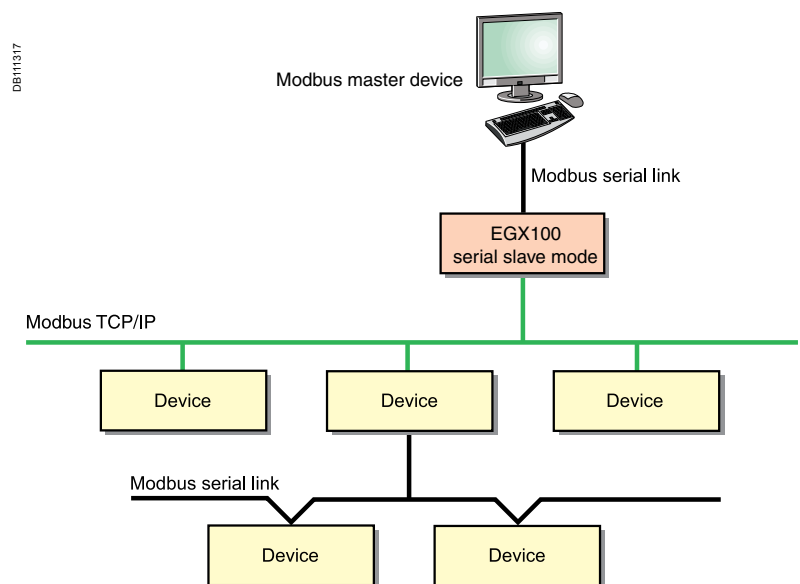 DB111317
Modbus master device
Modbus serial link
EGX100
serial slave mode
Modbus TCP/IP
Device
Device
Device
Modbus serial link
Device
Device